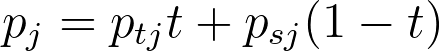 p_j = p_{tj}t + p_{sj}(1 − t)